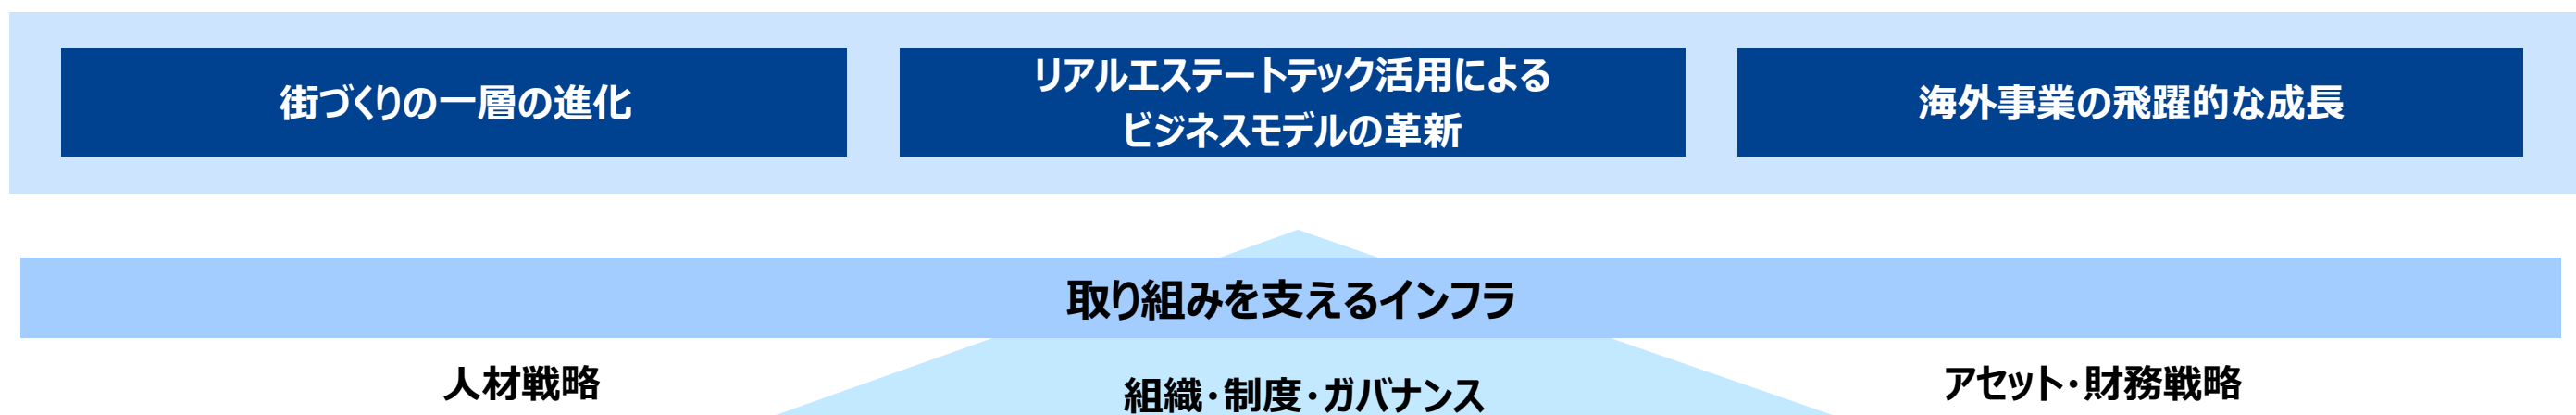 街づくりの一層の進化
リアルエステートテック活用による
ビジネスモデルの革新
海外事業の飛躍的な成長
取り組みを支えるインフラ
人材戦略
組織・制度・ガバナンス
アセット・財務戦略